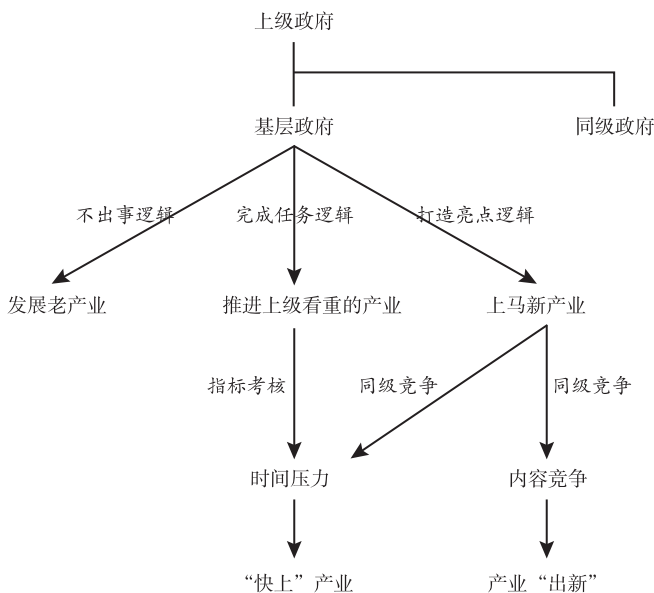 上级政府
基层政府
同级政府
不出事逻辑
完成任务逻辑
打造亮点逻辑
发展老产业
推进上级看重的产业
上马新产业
指标考核
同级竞争
同级竞争
时间压力
内容竞争
“快上”产业
产业“出新”